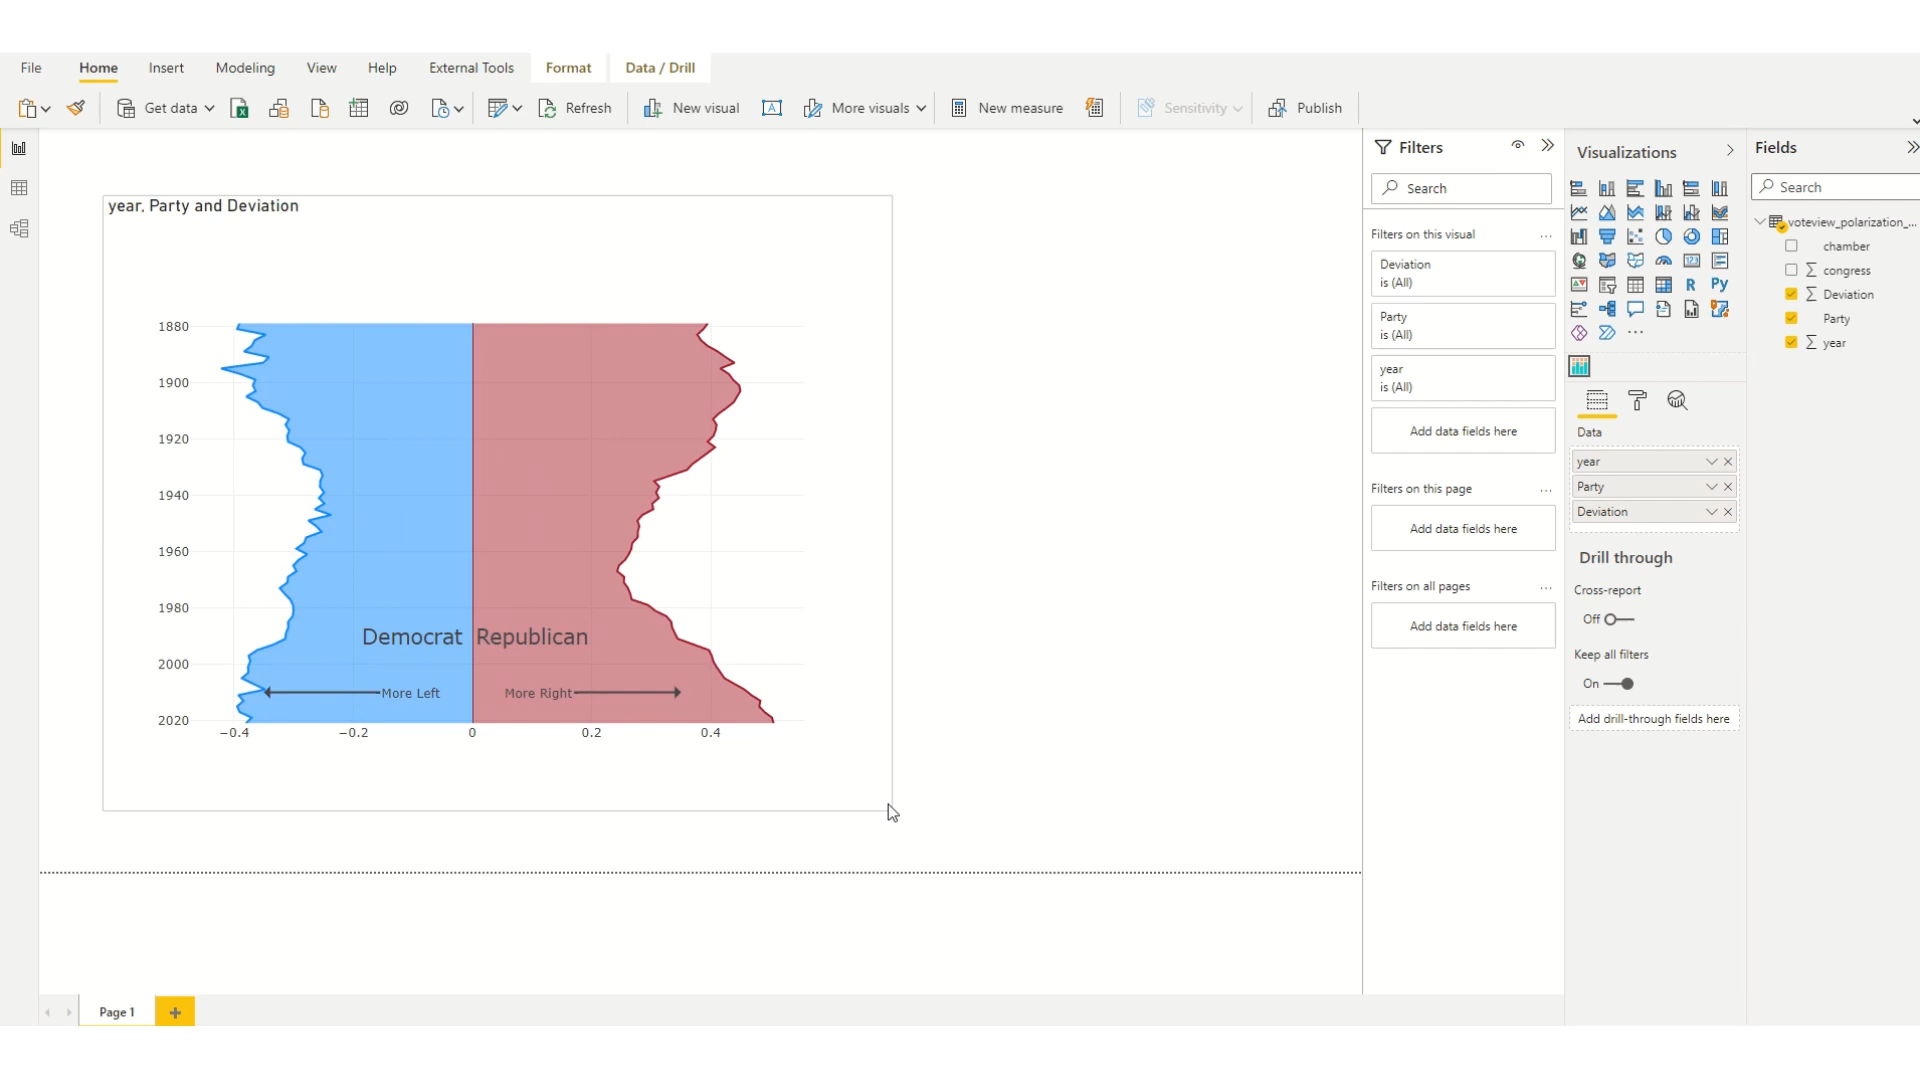 File Home Insert Modeling View Help External Tools Format Data / Drill
Get data Refresh New visual More visuals New measure Sensitivity Publish
year, Party and Deviation
1880
1900
1920
1940
1960
1980
2000
2020
Democrat Republican
More Left More Right
−0.4 −0.2 0 0.2 0.4
Page 1
Filters
Search
Filters on this visual ...
Deviation
is (All)
Party
is (All)
year
is (All)
Add data fields here
Filters on this page ...
Add data fields here
Filters on all pages ...
Add data fields here
Visualizations
123
R Py
...
Data
year
Party
Deviation
Drill through
Cross-report
Off
Keep all filters
On
Add drill-through fields here
Fields
Search
voteview_polarization_...
chamber
∑ congress
∑ Deviation
Party
∑ year